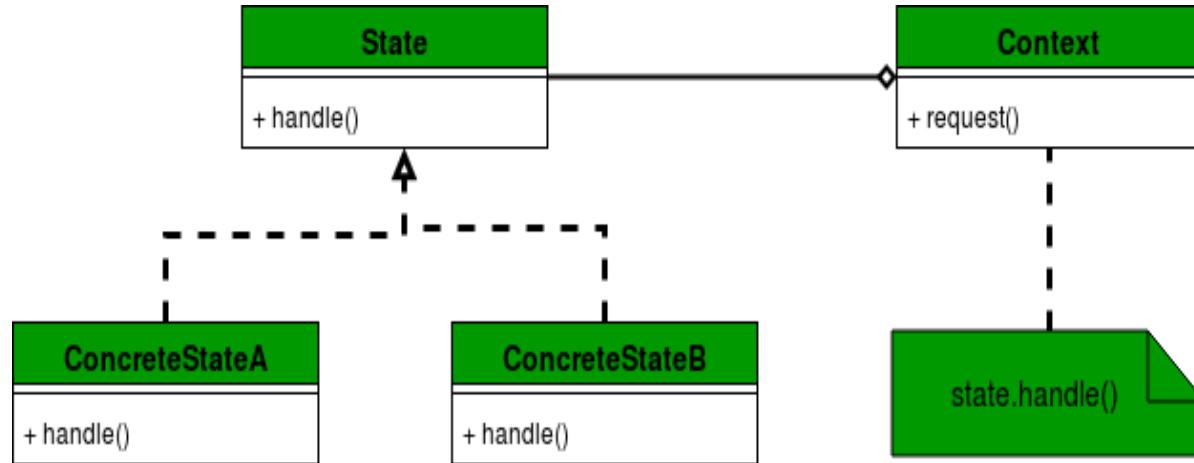 State
Context
+ handle()
+ request()
ConcreteStateA
ConcreteStateB
state.handle()
+ handle()
+ handle()